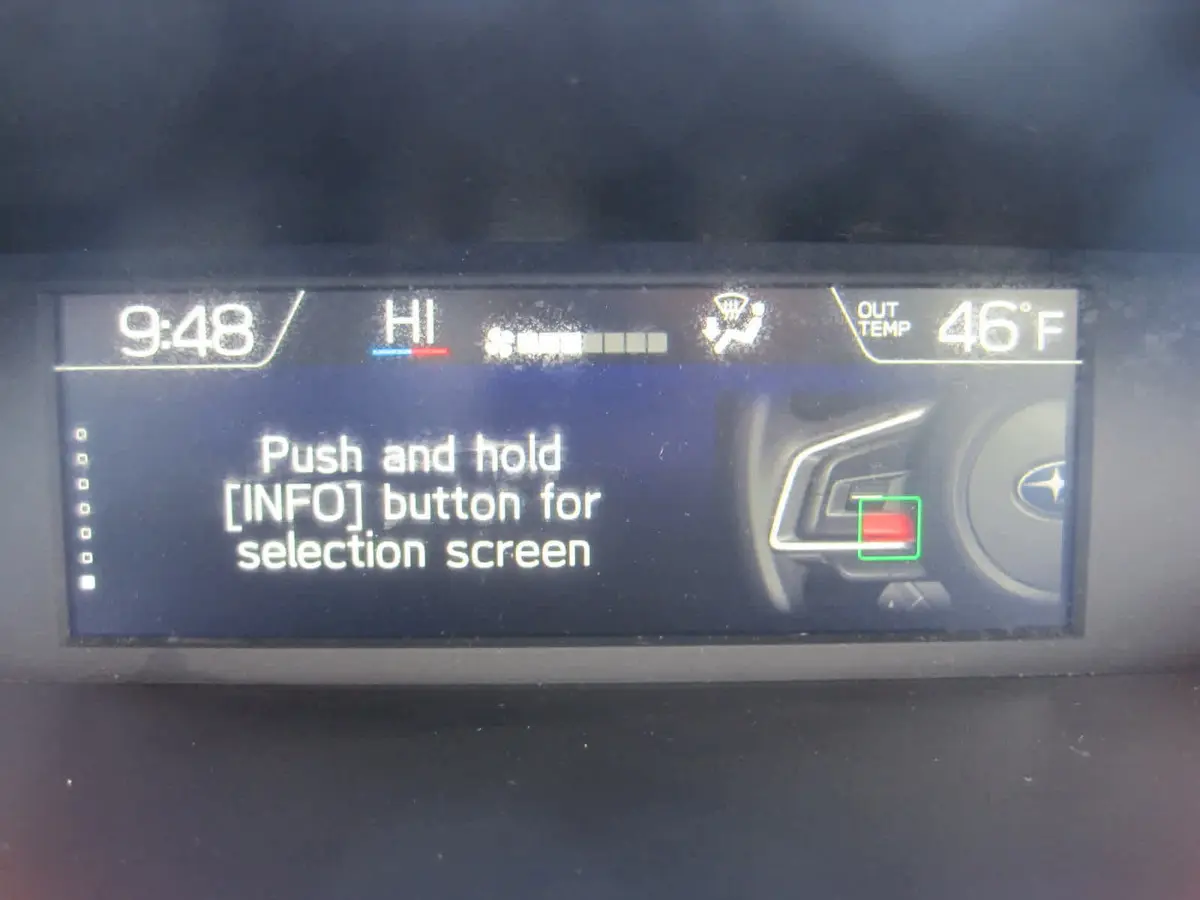 9:48
HI
OUT
TEMP
46°F
Push and hold
[INFO] button for
selection screen